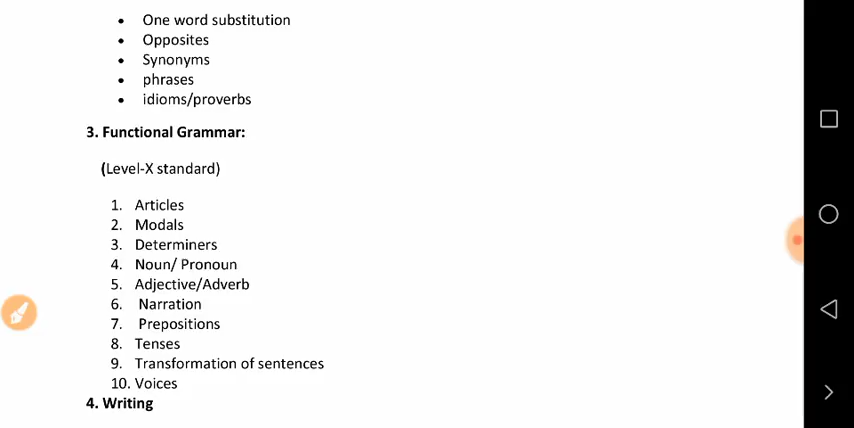 • One word substitution
• Opposites
• Synonyms
• phrases
• idioms/proverbs
3. Functional Grammar:
(Level-X standard)
1. Articles
2. Modals
3. Determiners
4. Noun/ Pronoun
5. Adjective/Adverb
6. Narration
7. Prepositions
8. Tenses
9. Transformation of sentences
10. Voices
4. Writing